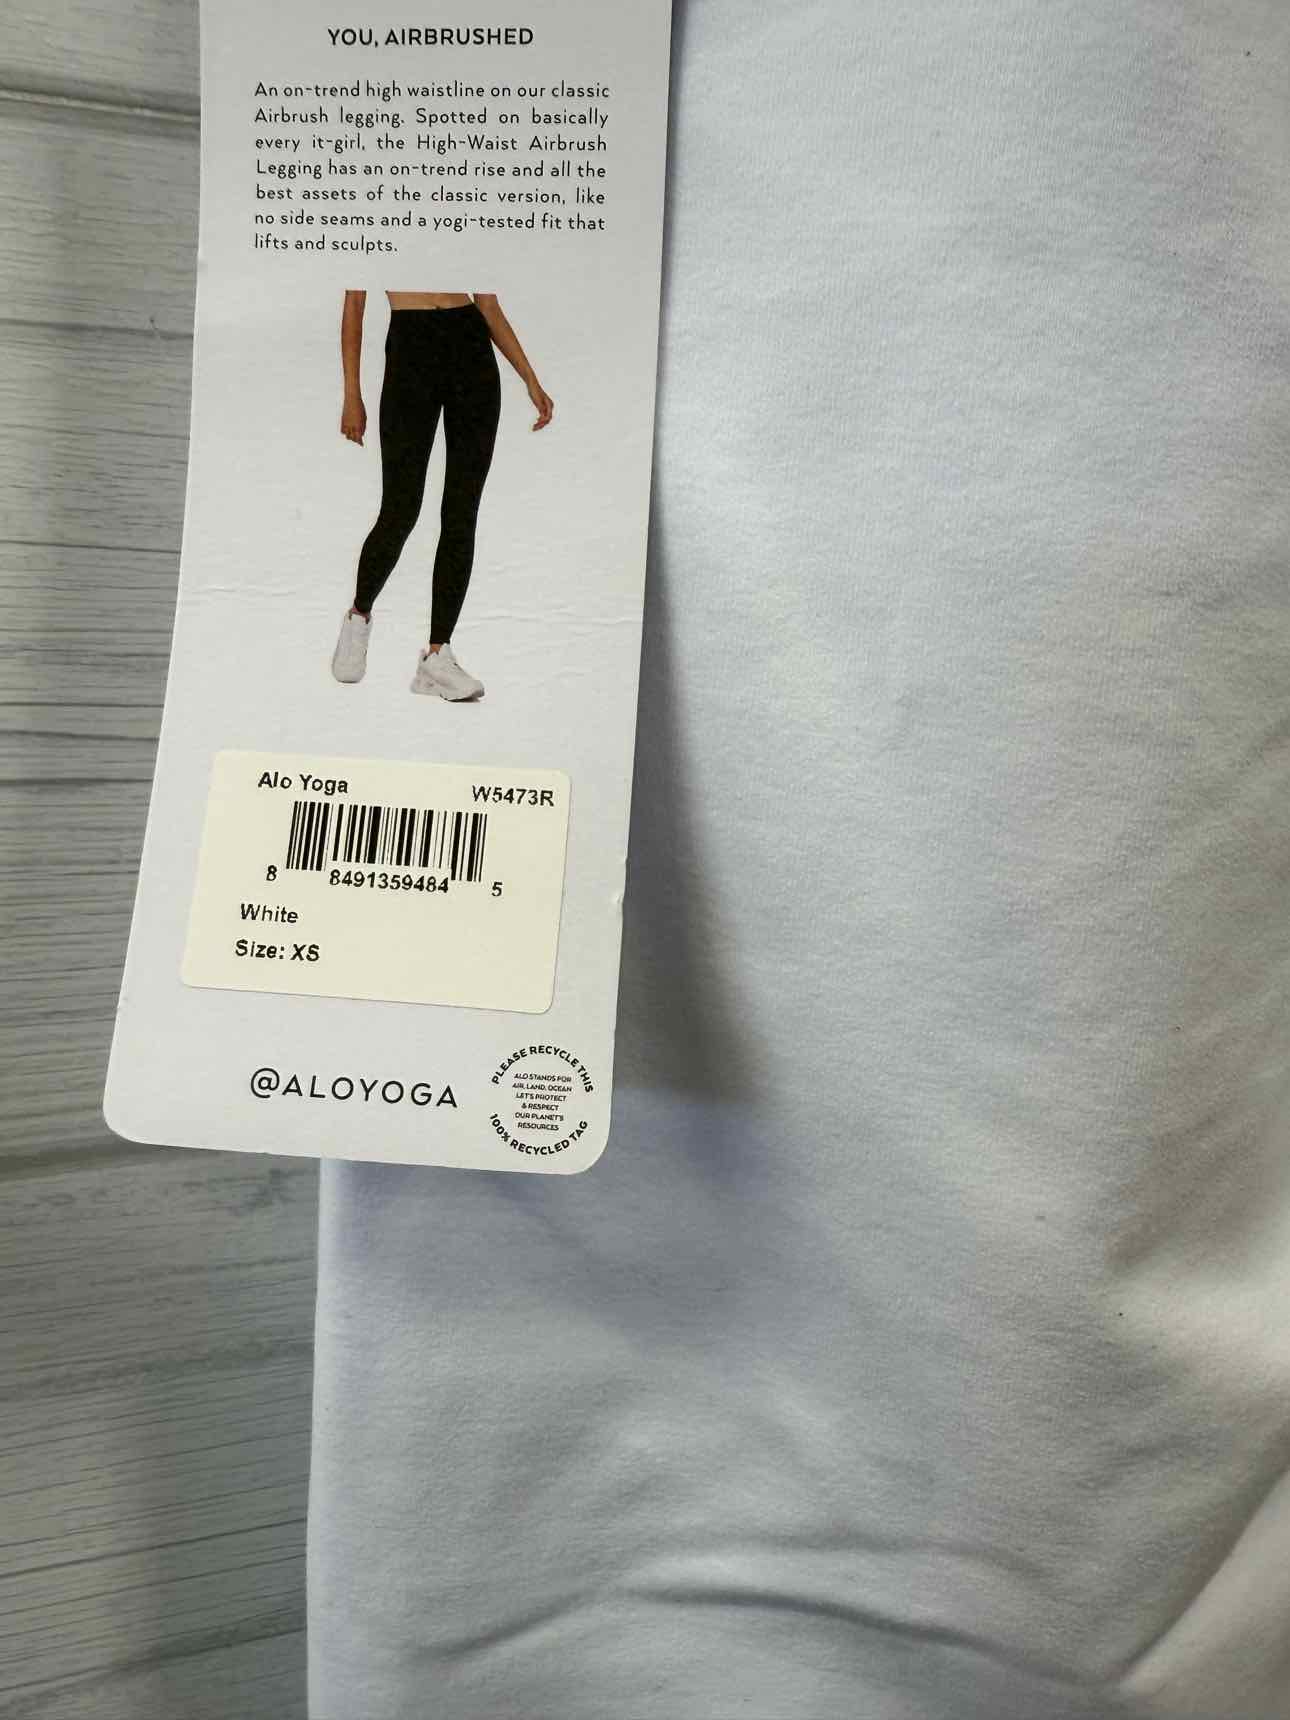 YOU, AIRBRUSHED
An on-trend high waistline on our classic
Airbrush legging. Spotted on basically
every it-girl, the High-Waist Airbrush
Legging has an on-trend rise and all the
best assets of the classic version, like
no side seams and a yogi-tested fit that
lifts and sculpts.
Alo Yoga W5473R
8 8491359484 5
White
Size: XS
@ALOYOGA
PLEASE RECYCLE THIS
ALO STANDS FOR
AIR, LAND, OCEAN
LET'S PROTECT
& RESPECT
OUR PLANET'S
RESOURCES
100% RECYCLED TAG